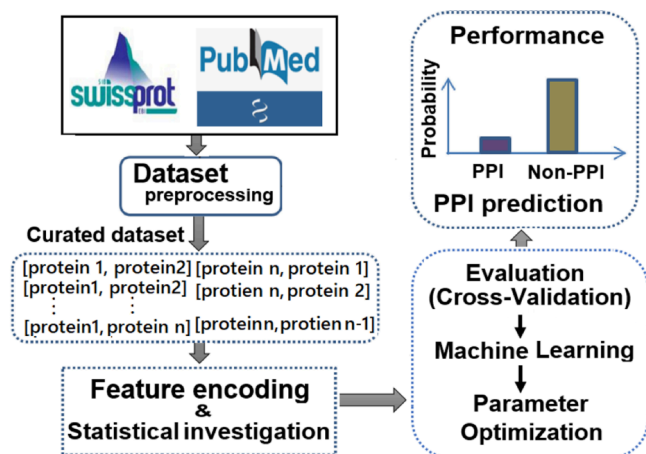 swissprot
PubMed
Dataset
preprocessing
Curated dataset
[protein 1, protein2] [protein n, protein 1]
[protein1, protein2] [protien n, protein 2]
[protein1, protein n] [protein n, protien n-1]
Feature encoding
&
Statistical investigation
Performance
Probability
PPI Non-PPI
PPI prediction
Evaluation
(Cross-Validation)
Machine Learning
Parameter
Optimization